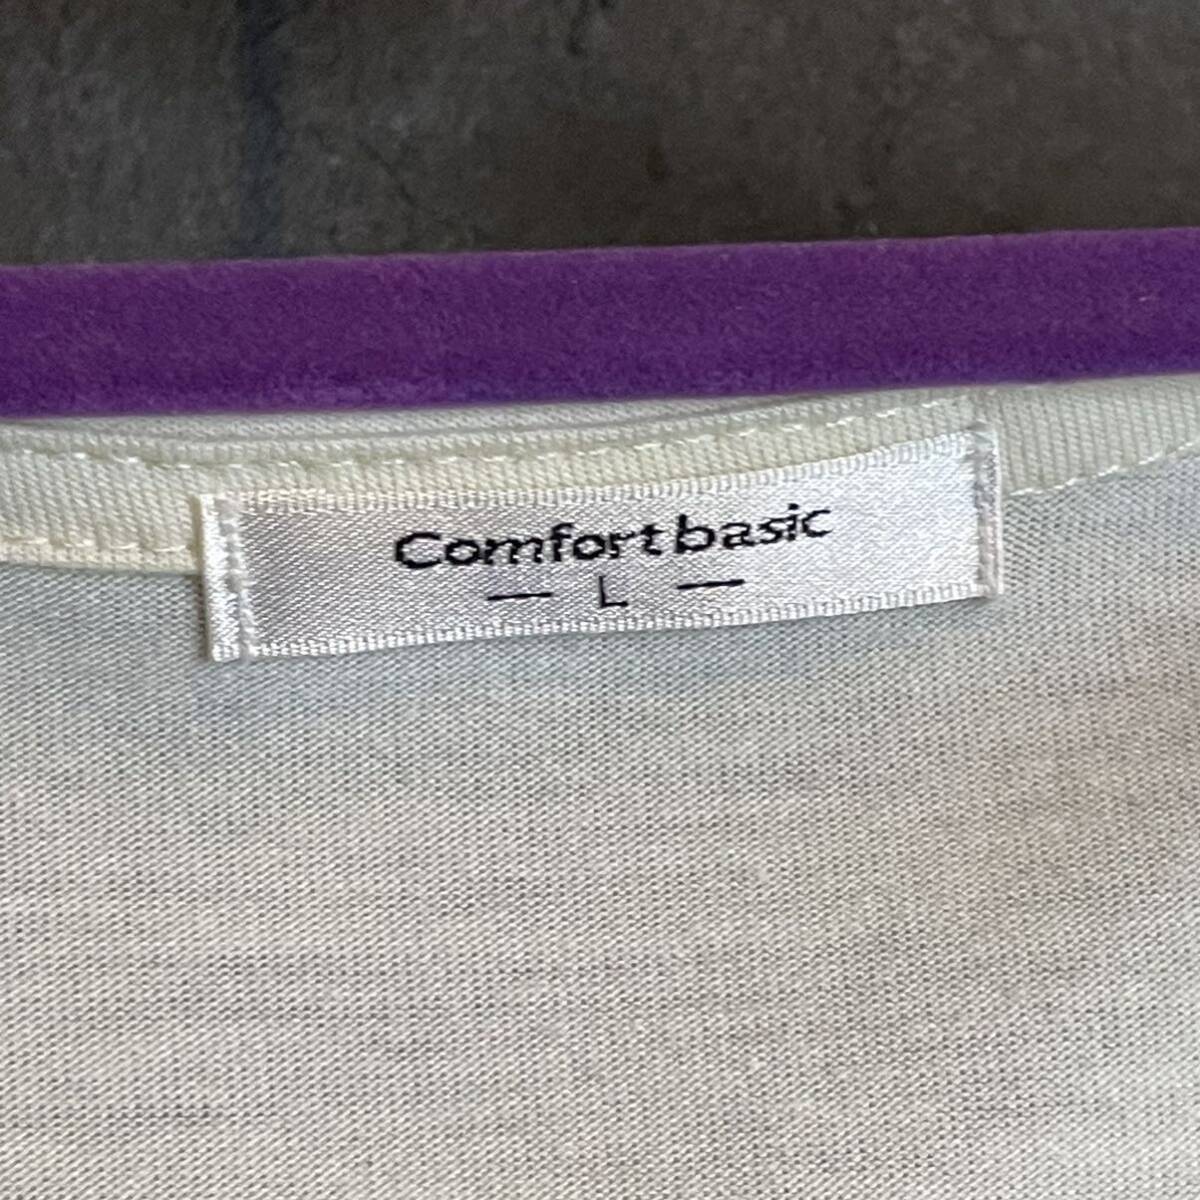 Comfort basic
— L —